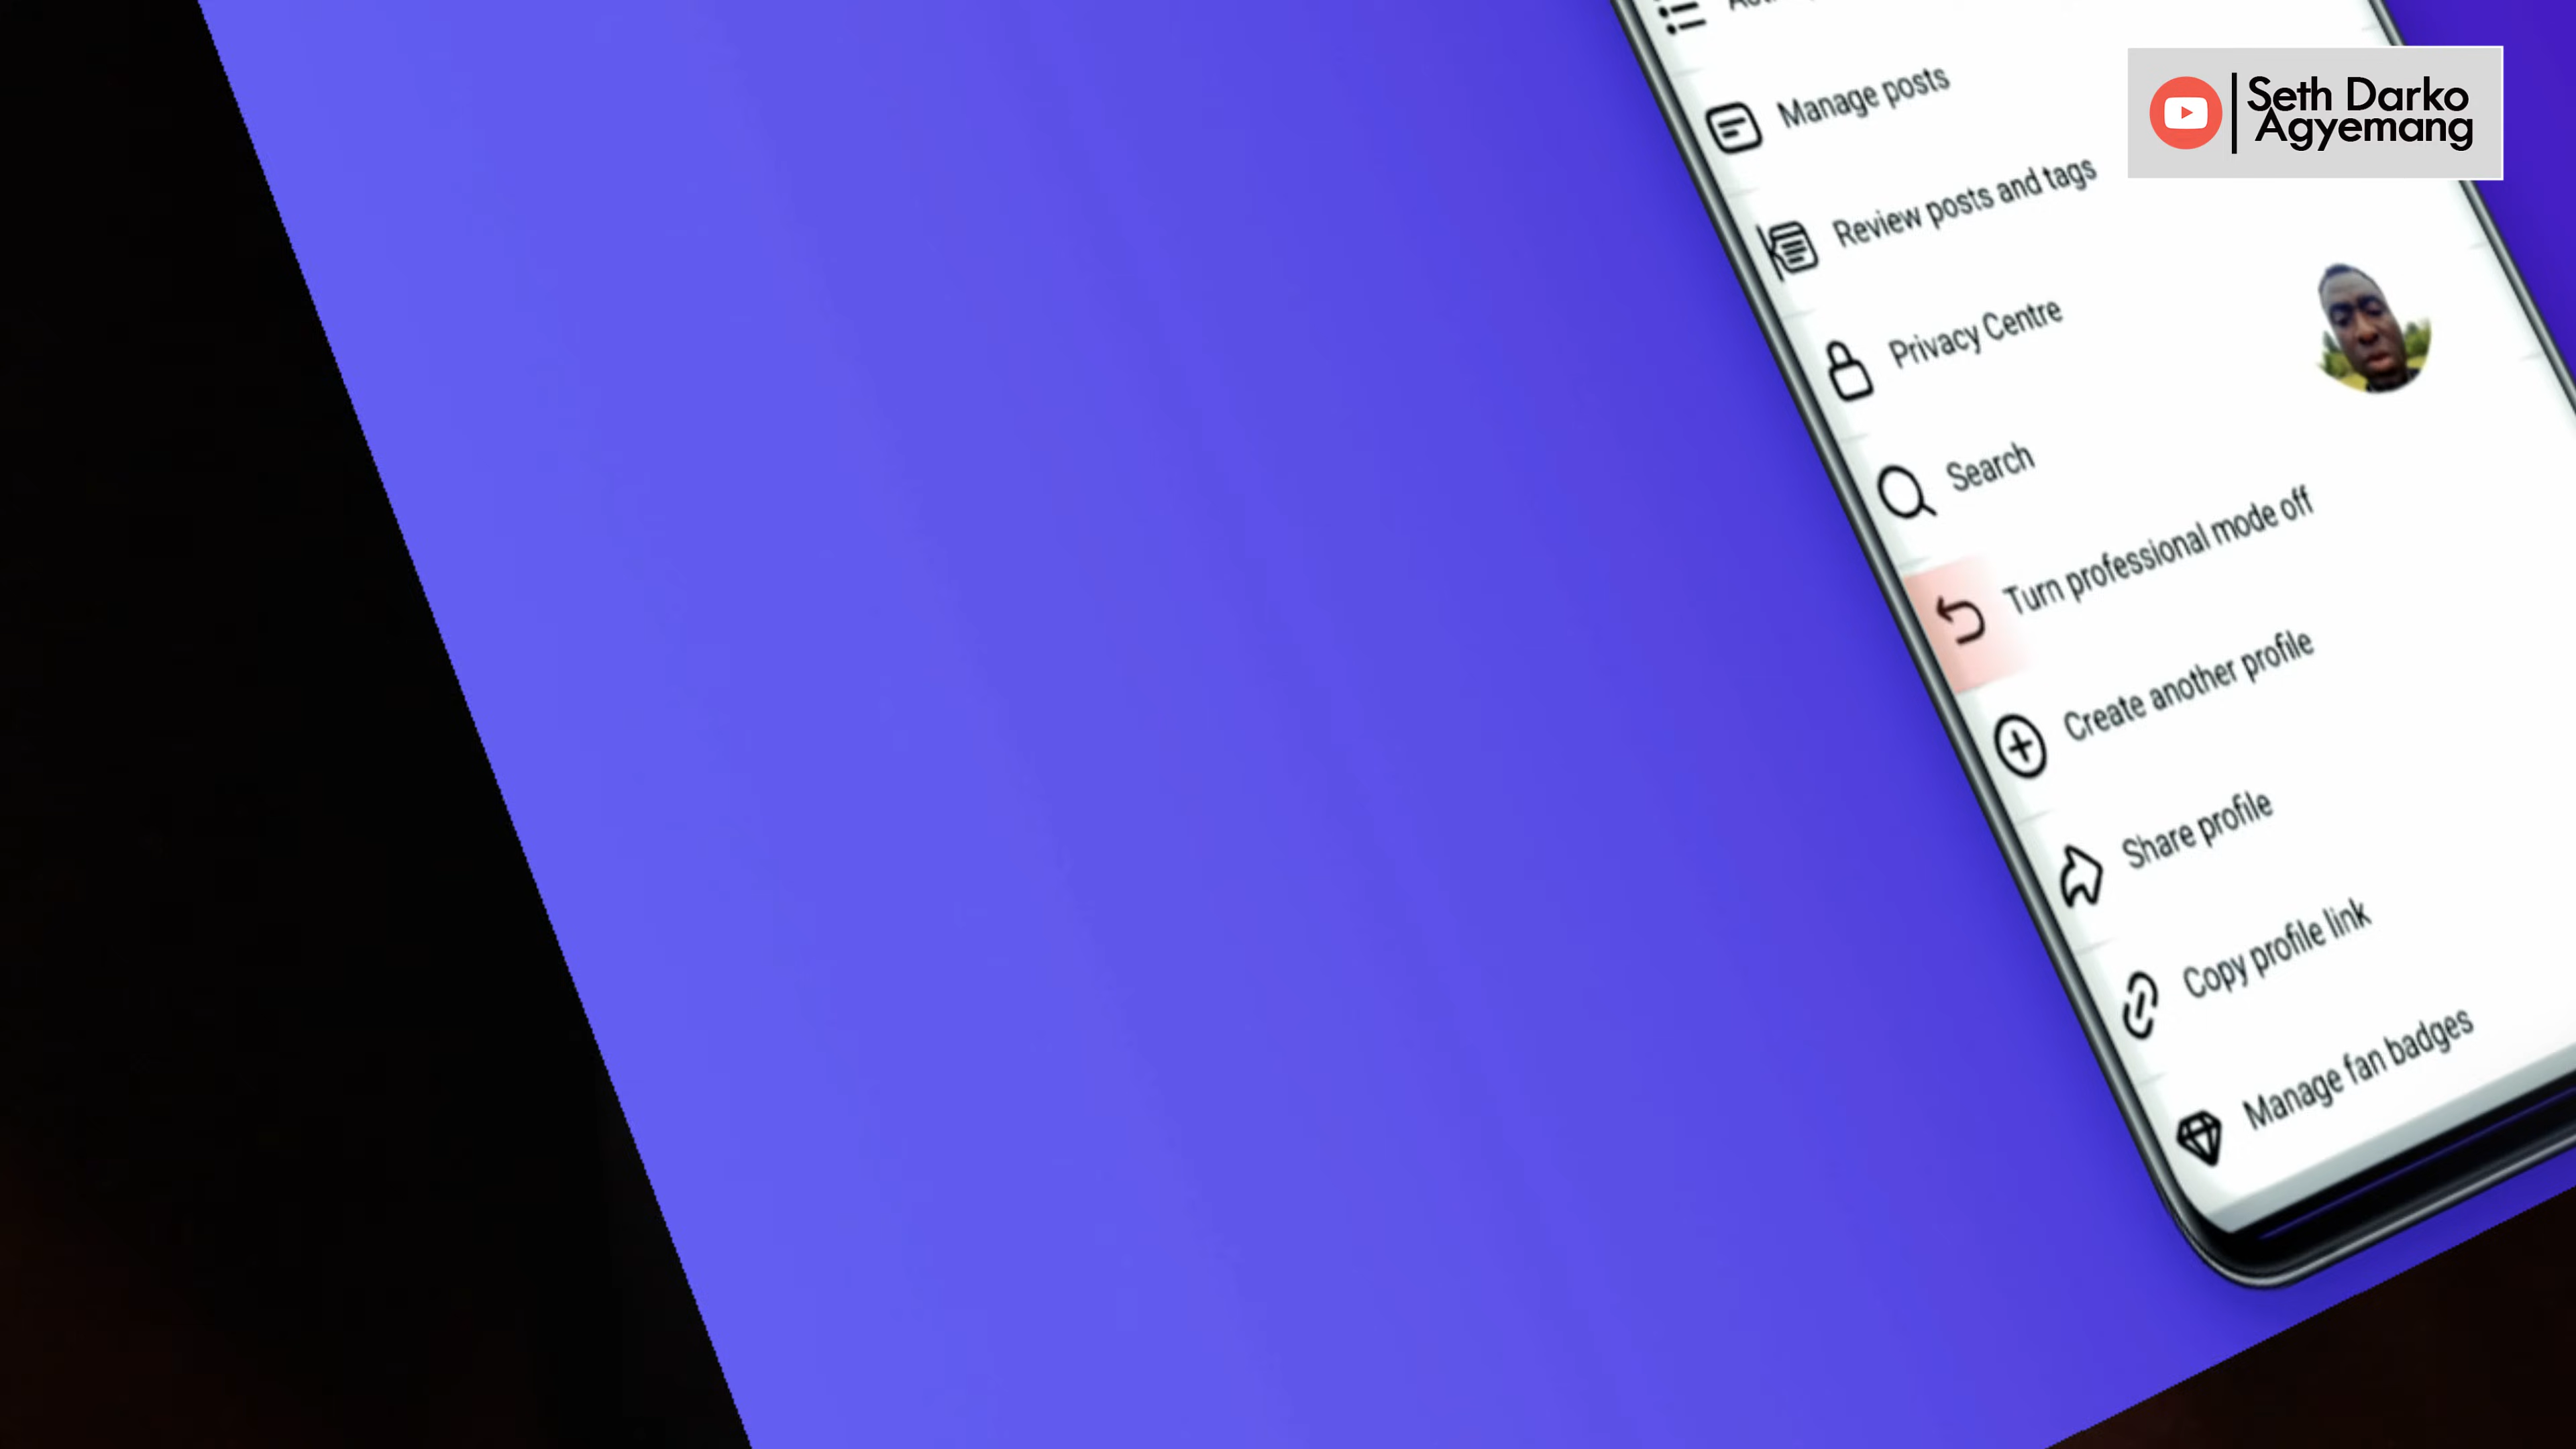 Seth Darko
Agyemang
Manage posts
Review posts and tags
Privacy Centre
Search
Turn professional mode off
Create another profile
Share profile
Copy profile link
Manage fan badges